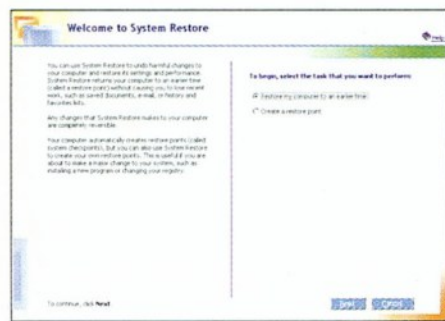 Welcome to System Restore
Help
You can use System Restore to undo harmful changes to
your computer and restore its settings and performance.
System Restore returns your computer to an earlier time
(called a restore point) without causing you to lose recent
work, such as saved documents, e-mail, or history and
favorites lists.
Any changes that System Restore makes to your computer
are completely reversible.
Your computer automatically creates restore points (called
system checkpoints), but you can also use System Restore
to create your own restore points. This is useful if you are
about to make a major change to your system, such as
installing a new program or changing your registry.
To begin, select the task that you want to perform:
Restore my computer to an earlier time
Create a restore point
To continue, click Next
Next
Cancel